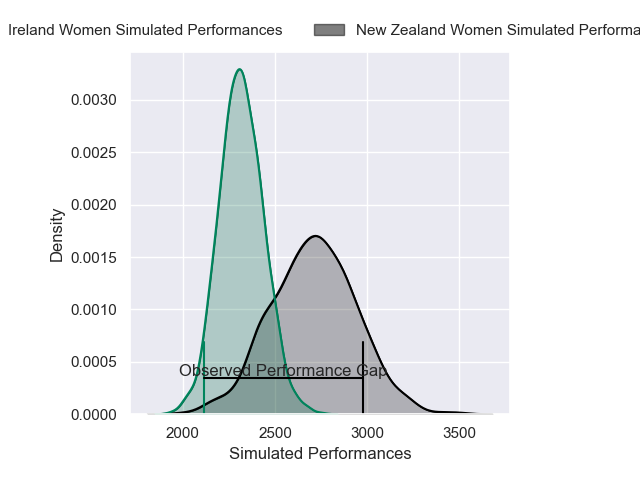 Ireland Women Simulated Performances
New Zealand Women Simulated Performa
0.0030
0.0025
0.0020
0.0015
0.0010
0.0005
0.0000
Density
Observed Performance Gap
2000 2500 3000 3500
Simulated Performances